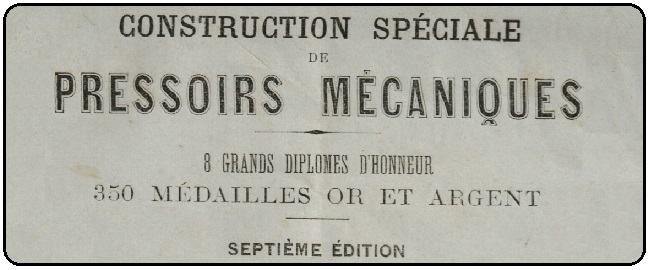 CONSTRUCTION SPÉCIALE
DE
PRESSOIRS MÉCANIQUES
8 GRANDS DIPLOMES D'HONNEUR
350 MÉDAILLES OR ET ARGENT
SEPTIÈME ÉDITION